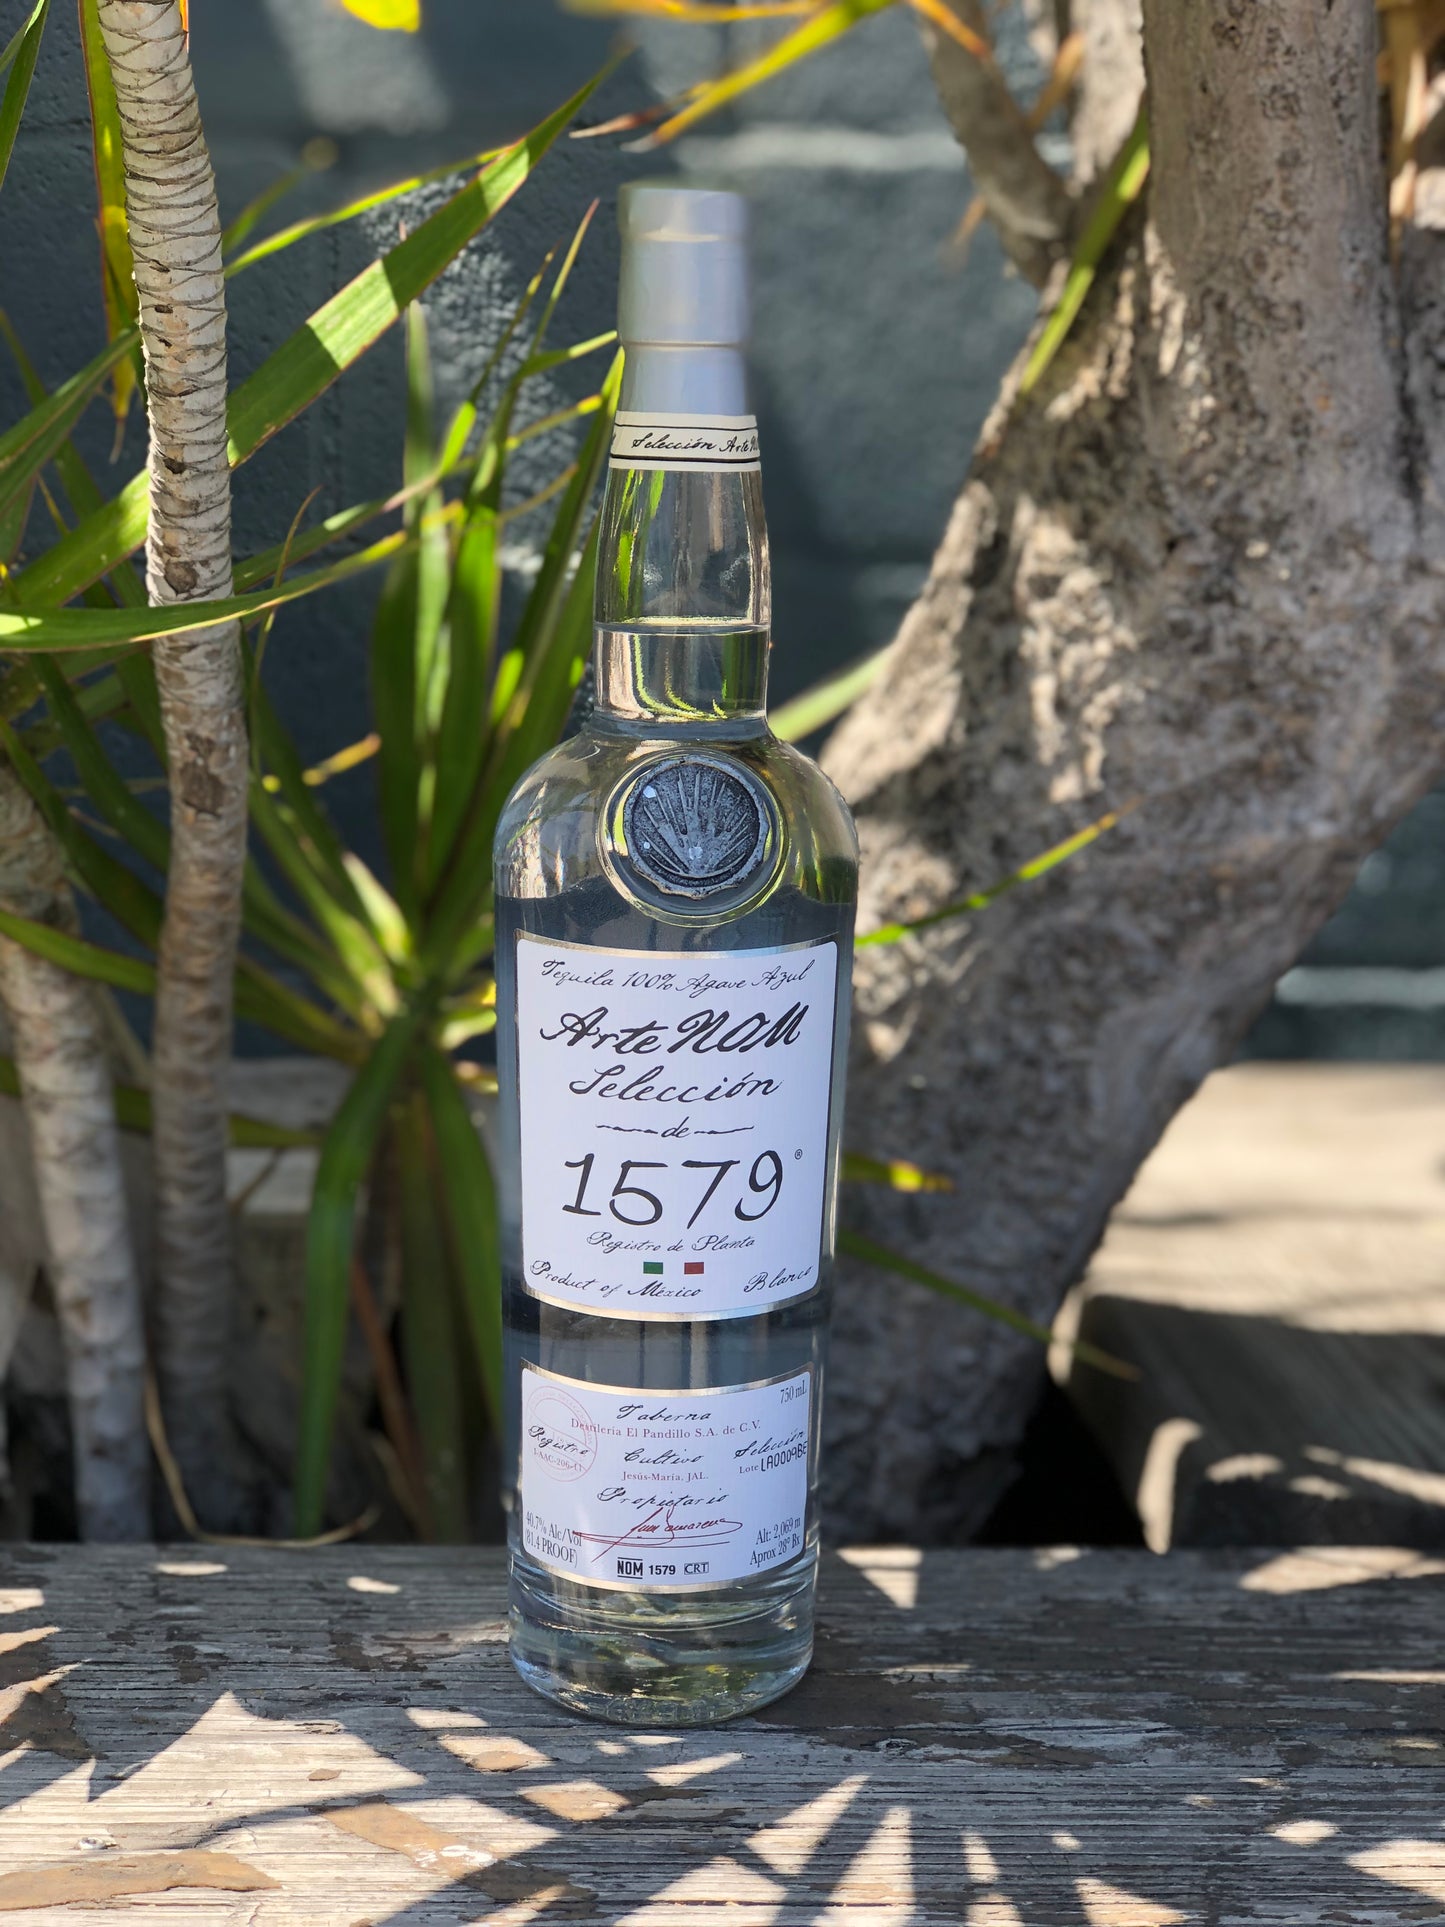 Selección ArteNOM
Tequila 100% Agave Azul
ArteNOM
Selección
de
1579®
Registro de Planta
Product of México
Blanco
750 mL
Taberna
Destilería El Pandillo S.A. de C.V.
Registro
Cultivo
Selección
Lote
Jesús-María, JAL.
Propietario
40.7% Alc/Vol
(81.4 PROOF)
Alt: 2,069 m
Aprox 28° Bx
NOM 1579 CRT